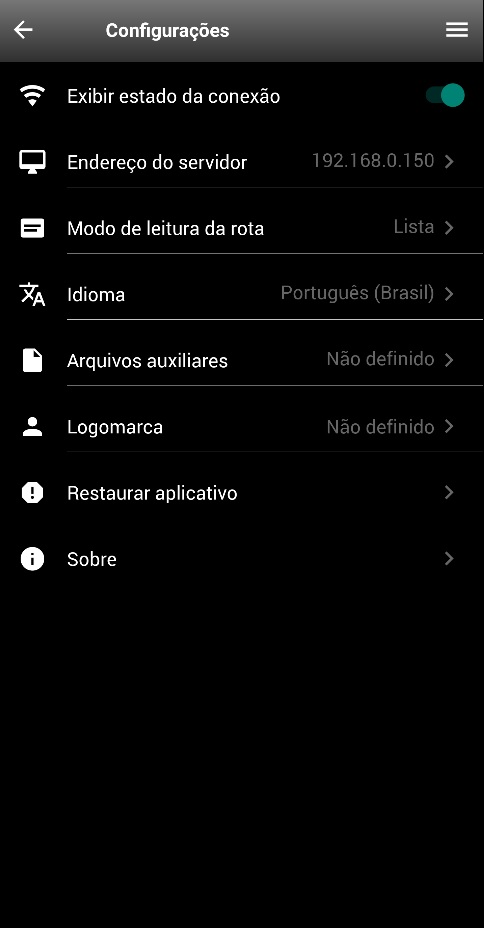 Configurações
Exibir estado da conexão
Endereço do servidor 192.168.0.150
Modo de leitura da rota Lista
Idioma Português (Brasil)
Arquivos auxiliares Não definido
Logomarca Não definido
Restaurar aplicativo
Sobre